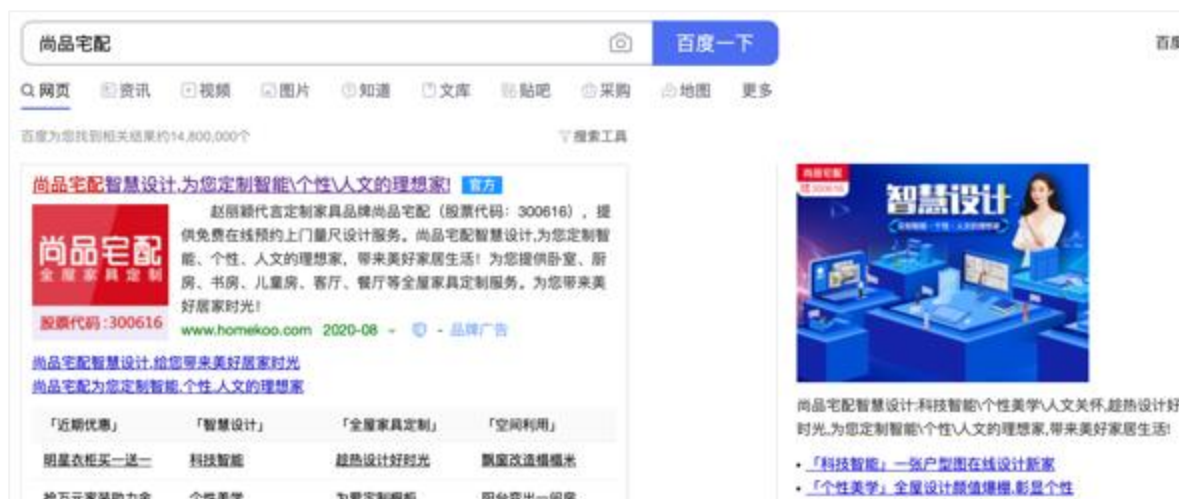 尚品宅配
百度一下
网页 资讯 视频 图片 知道 文库 贴吧 采购 地图 更多
百度为您找到相关结果约14,800,000个
搜索工具
尚品宅配智慧设计,为您定制智能\个性\人文的理想家! 官方
尚品宅配
全屋家具定制
股票代码:300616
赵丽颖代言定制家具品牌尚品宅配（股票代码：300616），提
供免费在线预约上门量尺设计服务。尚品宅配智慧设计,为您定制智
能、个性、人文的理想家，带来美好家居生活！为您提供卧室、厨
房、书房、儿童房、客厅、餐厅等全屋家具定制服务。为您带来美
好居家时光！
www.homekoo.com 2020-08 - 品牌广告
尚品宅配智慧设计,给您带来美好居家时光
尚品宅配为您定制智能,个性,人文的理想家
「近期优惠」 「智慧设计」 「全屋家具定制」 「空间利用」
明星衣柜买一送一 科技智能 趁热设计好时光 飘窗改造榻榻米
个性美学
尚品宅配
智慧设计
尚品宅配智慧设计:科技智能\个性美学\人文关怀,趁热设计好
时光,为您定制智能\个性\人文的理想家,带来美好家居生活!
「科技智能」一张户型图在线设计新家
「个性美学」全屋设计颜值爆棚,彰显个性